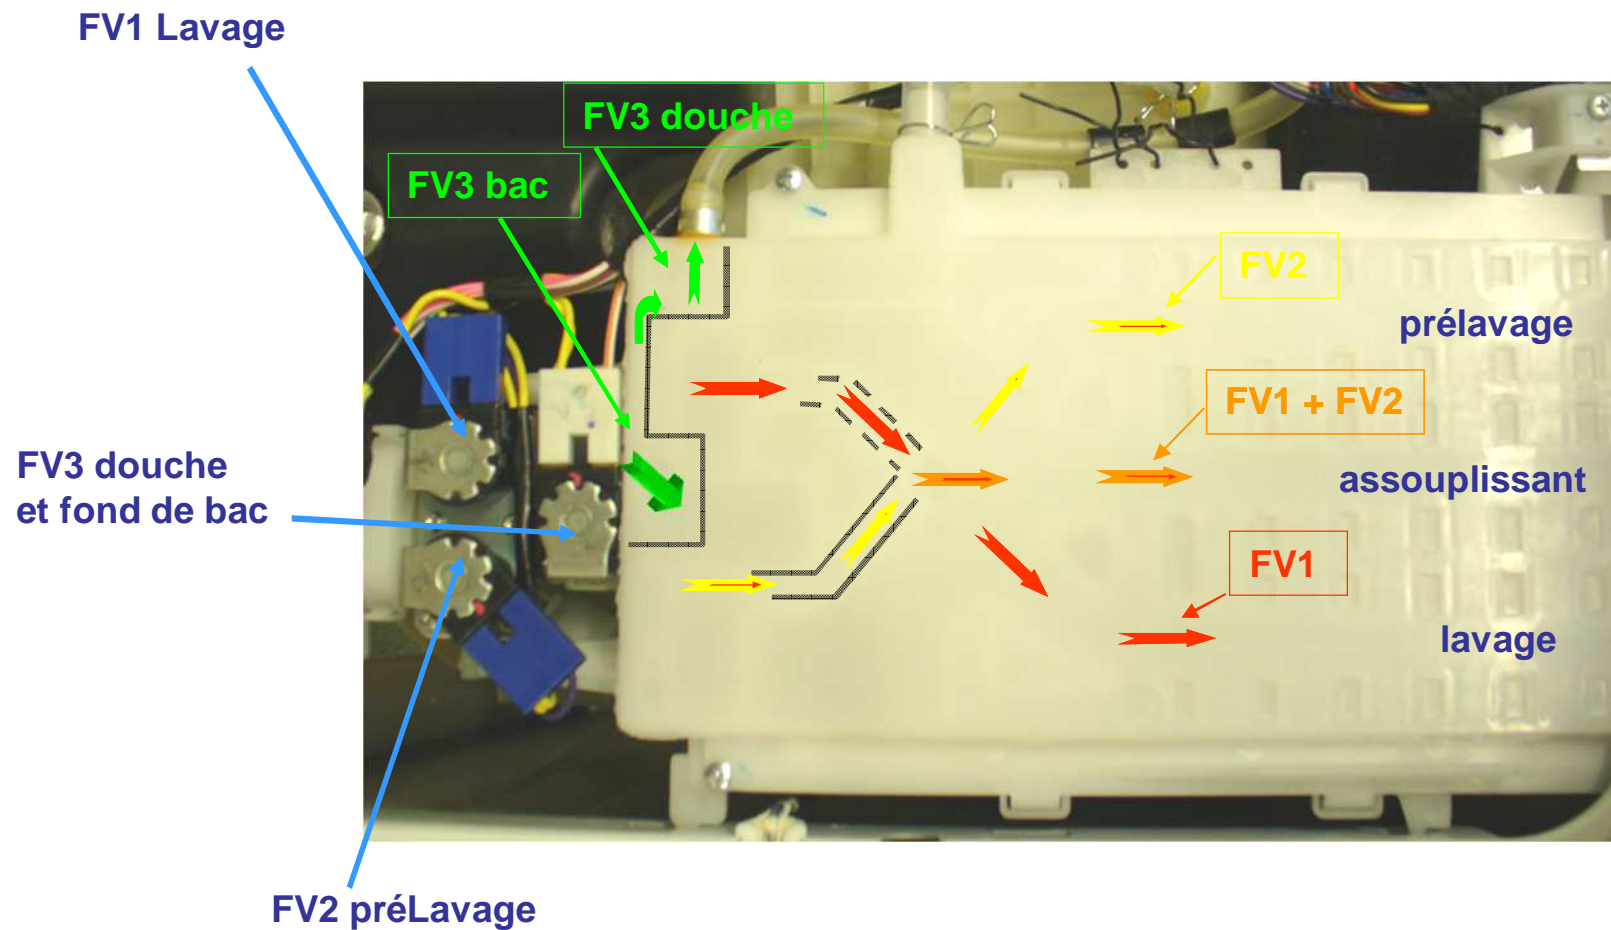 FV1 Lavage
FV3 douche
FV3 bac
FV2
prélavage
FV1 + FV2
assouplissant
FV3 douche
et fond de bac
FV1
lavage
FV2 préLavage